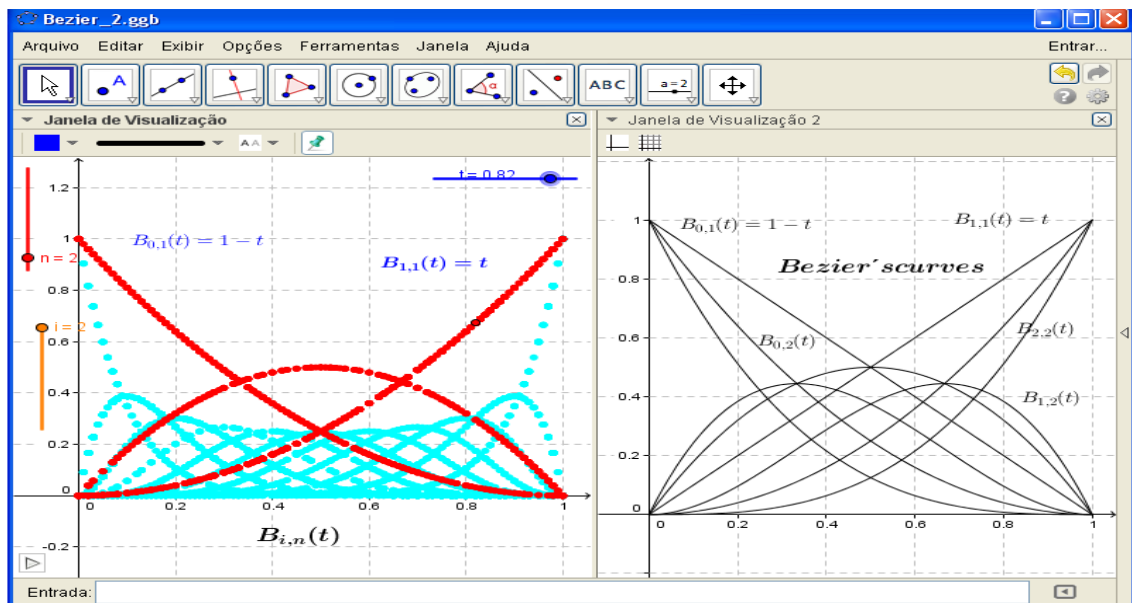 Bezier_2.ggb
Arquivo Editar Exibir Opções Ferramentas Janela Ajuda Entrar...
A α ABC a=2
Janela de Visualização
AA
t = 0.82
1.2
B_{0,1}(t) = 1 − t
1
n = 2
B_{1,1}(t) = t
0.8
i = 2
0.6
0.4
0.2
0
0 0.2 0.4 0.6 0.8 1
B_{i,n}(t)
-0.2
Janela de Visualização 2
1
B_{0,1}(t) = 1 − t
B_{1,1}(t) = t
Bezier´scurves
0.8
0.6
B_{0,2}(t)
B_{2,2}(t)
0.4
B_{1,2}(t)
0.2
0
0 0.2 0.4 0.6 0.8 1
Entrada: